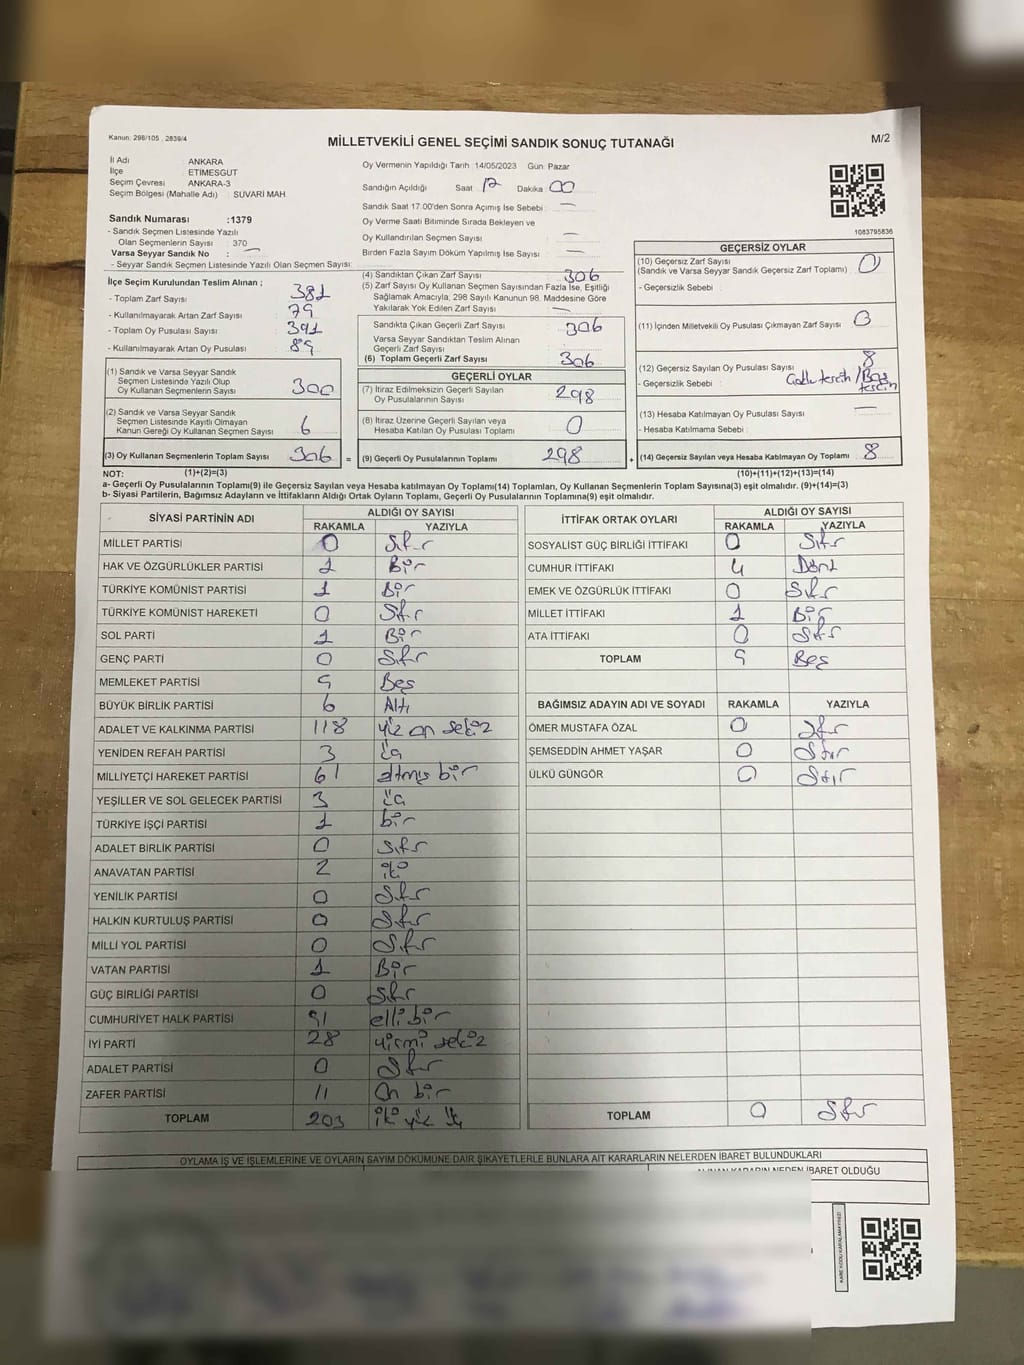 Kanun: 298/105 , 2839/4
MİLLETVEKİLİ GENEL SEÇİMİ SANDIK SONUÇ TUTANAĞI
M/2
İl Adı ANKARA
İlçe ETİMESGUT
Seçim Çevresi ANKARA-3
Seçim Bölgesi (Mahalle Adı) : SÜVARİ MAH
Sandık Numarası :1379
- Sandık Seçmen Listesinde Yazılı
Olan Seçmenlerin Sayısı : 370
Varsa Seyyar Sandık No : —
- Seyyar Sandık Seçmen Listesinde Yazılı Olan Seçmen Sayısı:
Oy Vermenin Yapıldığı Tarih :14/05/2023 Gün: Pazar
Sandığın Açıldığı Saat 17 Dakika 00
Sandık Saat 17.00'den Sonra Açımış İse Sebebi : —
Oy Verme Saati Bitiminde Sırada Bekleyen ve
Oy Kullandırılan Seçmen Sayısı —
Birden Fazla Sayım Döküm Yapılmış İse Sayısı : —
1083795836
İlçe Seçim Kurulundan Teslim Alınan ;
- Toplam Zarf Sayısı 381
- Kullanılmayarak Artan Zarf Sayısı : 79
- Toplam Oy Pusulası Sayısı : 391
- Kullanılmayarak Artan Oy Pusulası : 89
(1) Sandık ve Varsa Seyyar Sandık
Seçmen Listesinde Yazılı Olup
Oy Kullanan Seçmenlerin Sayısı 300
(2) Sandık ve Varsa Seyyar Sandık
Seçmen Listesinde Kayıtlı Olmayan
Kanun Gereği Oy Kullanan Seçmen Sayısı 6
(3) Oy Kullanan Seçmenlerin Toplam Sayısı 306 =
(4) Sandıktan Çıkan Zarf Sayısı 306
(5) Zarf Sayısı Oy Kullanan Seçmen Sayısından Fazla İse, Eşitliği
Sağlamak Amacıyla, 298 Sayılı Kanunun 98. Maddesine Göre
Yakılarak Yok Edilen Zarf Sayısı : —
Sandıkta Çıkan Geçerli Zarf Sayısı 306
Varsa Seyyar Sandıktan Teslim Alınan
Geçerli Zarf Sayısı
(6) Toplam Geçerli Zarf Sayısı 306
GEÇERLİ OYLAR
(7) İtiraz Edilmeksizin Geçerli Sayılan
Oy Pusulalarının Sayısı 298
(8) İtiraz Üzerine Geçerli Sayılan veya
Hesaba Katılan Oy Pusulası Toplamı 0
(9) Geçerli Oy Pusulalarının Toplamı 298 +
GEÇERSİZ OYLAR
(10) Geçersiz Zarf Sayısı
(Sandık ve Varsa Seyyar Sandık Geçersiz Zarf Toplamı) 0
- Geçersizlik Sebebi :
(11) İçinden Milletvekili Oy Pusulası Çıkmayan Zarf Sayısı 0
(12) Geçersiz Sayılan Oy Pusulası Sayısı 8
- Geçersizlik Sebebi : Çoklu tercih / Boş tercih
(13) Hesaba Katılmayan Oy Pusulası Sayısı —
- Hesaba Katılmama Sebebi :
(14) Geçersiz Sayılan veya Hesaba Katılmayan Oy Toplamı 8
NOT: (1)+(2)=(3) (10)+(11)+(12)+(13)=(14)
a- Geçerli Oy Pusulalarının Toplamı(9) ile Geçersiz Sayılan veya Hesaba katılmayan Oy Toplamı(14) Toplamları, Oy Kullanan Seçmenlerin Toplam Sayısına(3) eşit olmalıdır. (9)+(14)=(3)
b- Siyasi Partilerin, Bağımsız Adayların ve İttifakların Aldığı Ortak Oyların Toplamı, Geçerli Oy Pusulalarının Toplamına(9) eşit olmalıdır.
SİYASİ PARTİNİN ADI ALDIĞI OY SAYISI
RAKAMLA YAZIYLA
MİLLET PARTİSİ 0 Sıfır
HAK VE ÖZGÜRLÜKLER PARTİSİ 1 Bir
TÜRKİYE KOMÜNİST PARTİSİ 1 Bir
TÜRKİYE KOMÜNİST HAREKETİ 0 Sıfır
SOL PARTİ 1 Bir
GENÇ PARTİ 0 Sıfır
MEMLEKET PARTİSİ 5 Beş
BÜYÜK BİRLİK PARTİSİ 6 Altı
ADALET VE KALKINMA PARTİSİ 118 yüz on sekiz
YENİDEN REFAH PARTİSİ 3 üç
MİLLİYETÇİ HAREKET PARTİSİ 61 altmış bir
YEŞİLLER VE SOL GELECEK PARTİSİ 3 üç
TÜRKİYE İŞÇİ PARTİSİ 1 bir
ADALET BİRLİK PARTİSİ 0 Sıfır
ANAVATAN PARTİSİ 2 iki
YENİLİK PARTİSİ 0 Sıfır
HALKIN KURTULUŞ PARTİSİ 0 Sıfır
MİLLİ YOL PARTİSİ 0 Sıfır
VATAN PARTİSİ 1 Bir
GÜÇ BİRLİĞİ PARTİSİ 0 Sıfır
CUMHURİYET HALK PARTİSİ 51 elli bir
İYİ PARTİ 28 yirmi sekiz
ADALET PARTİSİ 0 Sıfır
ZAFER PARTİSİ 11 On bir
TOPLAM 293 iki yüz üç
İTTİFAK ORTAK OYLARI ALDIĞI OY SAYISI
RAKAMLA YAZIYLA
SOSYALİST GÜÇ BİRLİĞİ İTTİFAKI 0 Sıfır
CUMHUR İTTİFAKI 4 Dört
EMEK VE ÖZGÜRLÜK İTTİFAKI 0 Sıfır
MİLLET İTTİFAKI 1 Bir
ATA İTTİFAKI 0 Sıfır
TOPLAM 5 Beş
BAĞIMSIZ ADAYIN ADI VE SOYADI RAKAMLA YAZIYLA
ÖMER MUSTAFA ÖZAL 0 Sıfır
ŞEMSEDDİN AHMET YAŞAR 0 Sıfır
ÜLKÜ GÜNGÖR 0 Sıfır
TOPLAM 0 Sıfır
OYLAMA İŞ VE İŞLEMLERİNE VE OYLARIN SAYIM DÖKÜMÜNE DAİR ŞİKAYETLERLE BUNLARA AİT KARARLARIN NELERDEN İBARET BULUNDUKLARI
ALINAN KARARIN NEDEN İBARET OLDUĞU
KARE KODU KARALAMAYINIZ!